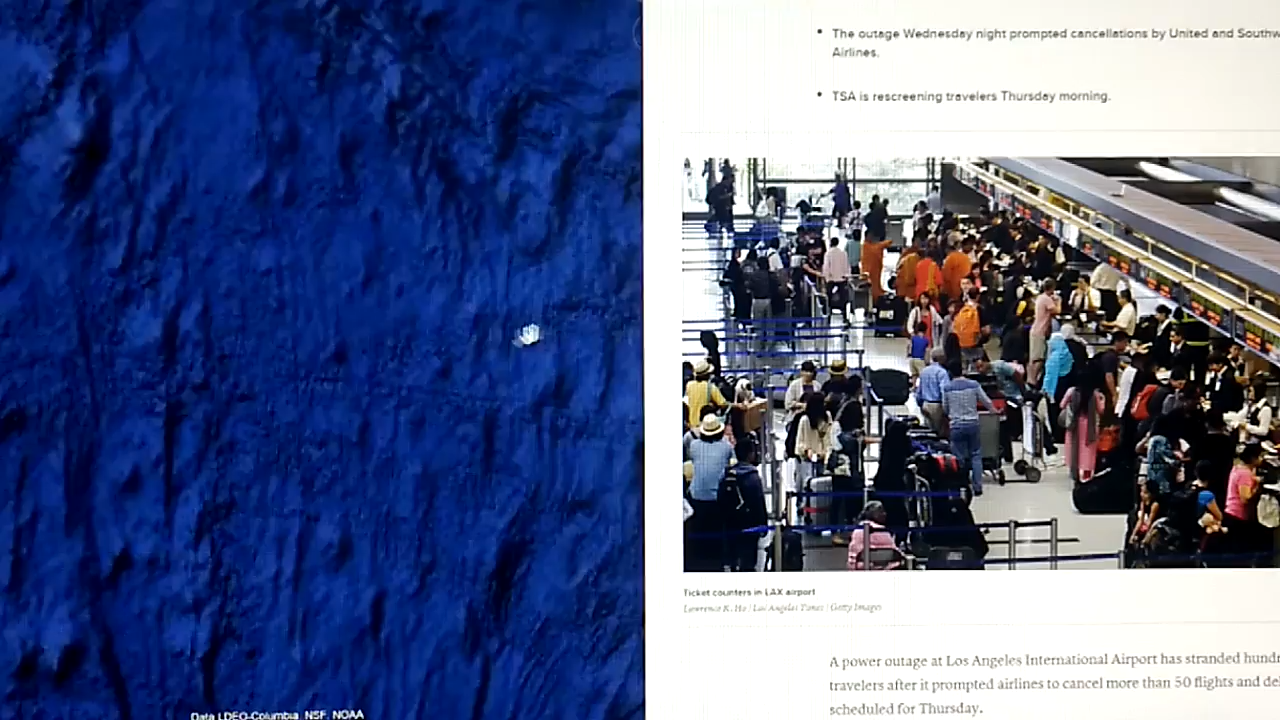 The outage Wednesday night prompted cancellations by United and Southw
Airlines.
TSA is rescreening travelers Thursday morning.
Ticket counters in LAX airport
Lawrence K. Ho | Los Angeles Times | Getty Images
A power outage at Los Angeles International Airport has stranded hund
travelers after it prompted airlines to cancel more than 50 flights and de
scheduled for Thursday.
Data LDEO-Columbia, NSF, NOAA